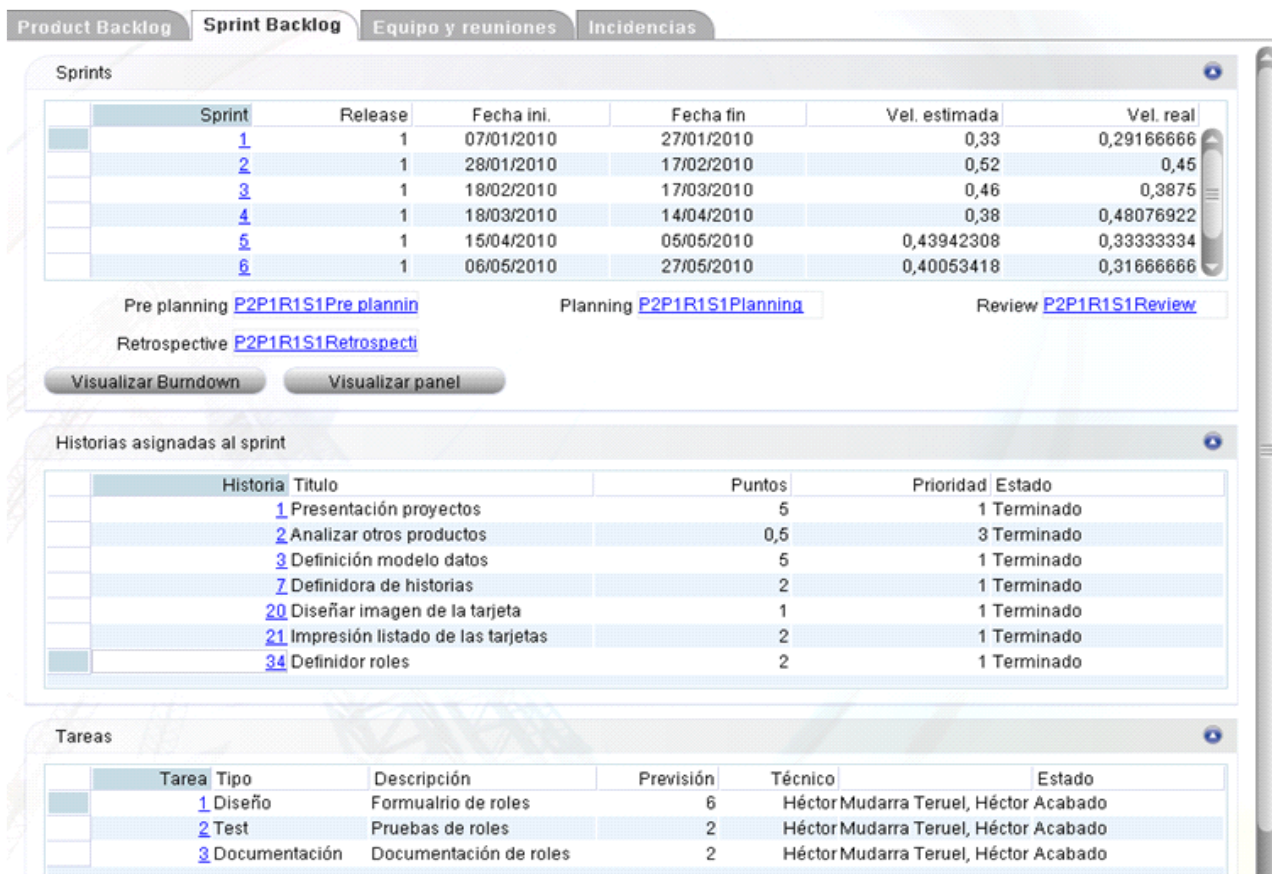 Product Backlog Sprint Backlog Equipo y reuniones Incidencias
Sprints
Sprint Release Fecha ini. Fecha fin Vel. estimada Vel. real
1 1 07/01/2010 27/01/2010 0,33 0,29166666
2 1 28/01/2010 17/02/2010 0,52 0,45
3 1 18/02/2010 17/03/2010 0,46 0,3875
4 1 18/03/2010 14/04/2010 0,38 0,48076922
5 1 15/04/2010 05/05/2010 0,43942308 0,33333334
6 1 06/05/2010 27/05/2010 0,40053418 0,31666666
Pre planning P2P1R1S1Pre plannin Planning P2P1R1S1Planning Review P2P1R1S1Review
Retrospective P2P1R1S1Retrospecti
Visualizar Burndown Visualizar panel
Historias asignadas al sprint
Historia Titulo Puntos Prioridad Estado
1 Presentación proyectos 5 1 Terminado
2 Analizar otros productos 0,5 3 Terminado
3 Definición modelo datos 5 1 Terminado
7 Definidora de historias 2 1 Terminado
20 Diseñar imagen de la tarjeta 1 1 Terminado
21 Impresión listado de las tarjetas 2 1 Terminado
34 Definidor roles 2 1 Terminado
Tareas
Tarea Tipo Descripción Previsión Técnico Estado
1 Diseño Formualrio de roles 6 Héctor Mudarra Teruel, Héctor Acabado
2 Test Pruebas de roles 2 Héctor Mudarra Teruel, Héctor Acabado
3 Documentación Documentación de roles 2 Héctor Mudarra Teruel, Héctor Acabado